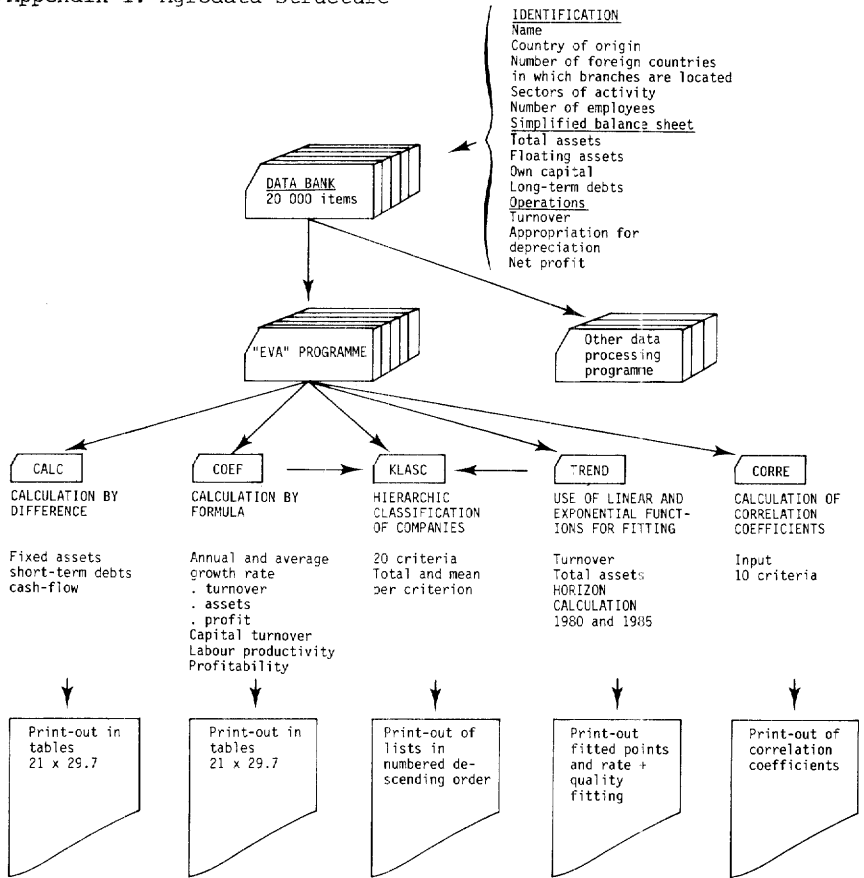 Appendix 1. Agrodata structure
IDENTIFICATION
Name
Country of origin
Number of foreign countries
in which branches are located
Sectors of activity
Number of employees
Simplified balance sheet
Total assets
Floating assets
Own capital
Long-term debts
Operations
Turnover
Appropriation for
depreciation
Net profit
DATA BANK
20 000 items
"EVA" PROGRAMME
Other data
processing
programme
CALC
CALCULATION BY
DIFFERENCE
Fixed assets
short-term debts
cash-flow
COEF
CALCULATION BY
FORMULA
Annual and average
growth rate
. turnover
. assets
. profit
Capital turnover
Labour productivity
Profitability
KLASC
HIERARCHIC
CLASSIFICATION
OF COMPANIES
20 criteria
Total and mean
per criterion
TREND
USE OF LINEAR AND
EXPONENTIAL FUNCT-
IONS FOR FITTING
Turnover
Total assets
HORIZON
CALCULATION
1980 and 1985
CORRE
CALCULATION OF
CORRELATION
COEFFICIENTS
Input
10 criteria
Print-out in
tables
21 x 29.7
Print-out in
tables
21 x 29.7
Print-out of
lists in
numbered de-
scending order
Print-out
fitted points
and rate +
quality
fitting
Print-out of
correlation
coefficients